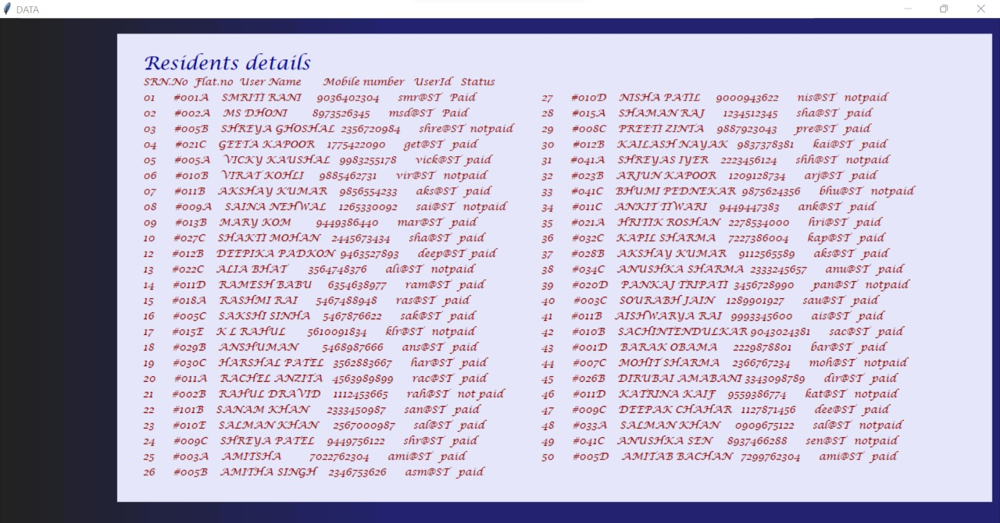 DATA
Residents details
SRN.No Flat.no User Name Mobile number UserId Status
01 #001A SMRITI RANI 9036402304 smr@ST Paid
02 #002A MS DHONI 8973526345 msd@ST Paid
03 #005B SHREYA GHOSHAL 2356720984 shre@ST notpaid
04 #021C GEETA KAPOOR 1775422090 get@ST paid
05 #005A VICKY KAUSHAL 9983255178 vick@ST paid
06 #010B VIRAT KOHLI 9885462731 vir@ST notpaid
07 #011B AKSHAY KUMAR 9856554233 aks@ST paid
08 #009A SAINA NEHWAL 1265330092 sai@ST notpaid
09 #013B MARY KOM 9449386440 mar@ST paid
10 #027C SHAKTI MOHAN 2445673434 sha@ST paid
12 #012B DEEPIKA PADKON 9463527893 deep@ST paid
13 #022C ALIA BHAT 3564748376 ali@ST notpaid
14 #011D RAMESH BABU 6354638977 ram@ST paid
15 #018A RASHMI RAI 5467488948 ras@ST paid
16 #005C SAKSHI SINHA 5467876622 sak@ST paid
17 #015E K L RAHUL 5610091834 klr@ST notpaid
18 #029B ANSHUMAN 5468987666 ans@ST paid
19 #030C HARSHAL PATEL 3562883667 har@ST paid
20 #011A RACHEL ANZITA 4563989899 rac@ST paid
21 #002B RAHUL DRAVID 1112453665 rah@ST not paid
22 #101B SANAM KHAN 2333450987 san@ST paid
23 #010E SALMAN KHAN 2567000987 sal@ST paid
24 #009C SHREYA PATEL 9449756122 shr@ST paid
25 #003A AMITSHA 7022762304 ami@ST paid
26 #005B AMITHA SINGH 2346753626 asm@ST paid
27 #010D NISHA PATIL 9000943622 nis@ST notpaid
28 #015A SHAMAN RAJ 1234512345 sha@ST paid
29 #008C PREETI ZINTA 9887923043 pre@ST paid
30 #012B KAILASH NAYAK 9837378381 kai@ST paid
31 #041A SHREYAS IYER 2223456124 shh@ST notpaid
32 #023B ARJUN KAPOOR 1209128734 arj@ST paid
33 #041C BHUMI PEDNEKAR 9875624356 bhu@ST notpaid
34 #011C ANKIT TIWARI 9449447383 ank@ST paid
35 #021A HRITIK ROSHAN 2278534000 hri@ST paid
36 #032C KAPIL SHARMA 7227386004 kap@ST paid
37 #028B AKSHAY KUMAR 9112565589 aks@ST paid
38 #034C ANUSHKA SHARMA 2333245657 anu@ST paid
39 #020D PANKAJ TRIPATI 3456728990 pan@ST notpaid
40 #003C SOURABH JAIN 1289901927 sau@ST paid
41 #011B AISHWARYA RAI 9993345600 ais@ST paid
42 #010B SACHINTENDULKAR 9043024381 sac@ST paid
43 #001D BARAK OBAMA 2229878801 bar@ST paid
44 #007C MOHIT SHARMA 2366767234 moh@ST notpaid
45 #026B DIRUBAI AMABANI 3343098789 dir@ST paid
46 #011D KATRINA KAIF 9559386774 kat@ST notpaid
47 #009C DEEPAK CHAHAR 1127871456 dee@ST paid
48 #033A SALMAN KHAN 0909675122 sal@ST notpaid
49 #041C ANUSHKA SEN 8937466288 sen@ST notpaid
50 #005D AMITAB BACHAN 7299762304 ami@ST paid